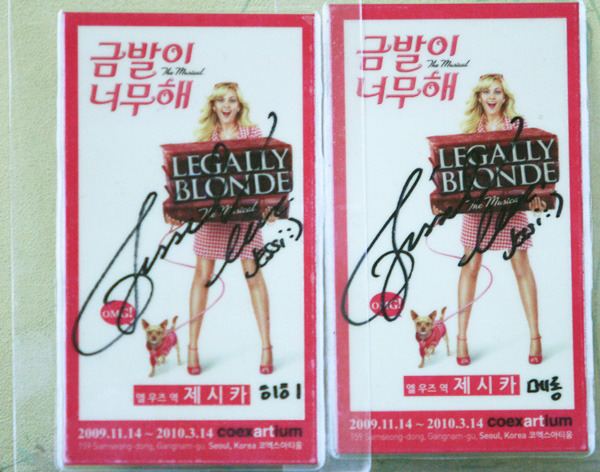 금발이
The Musical
너무해
LEGALLY
BLONDE
The Musical
Jessi:)
OMG!
엘 우즈 역 제시카 히히
2009.11.14 ~ 2010.3.14 coexartium
159 Samseong-dong, Gangnam-gu, Seoul, Korea 코엑스아티움
금발이
The Musical
너무해
LEGALLY
BLONDE
The Musical
Jessi:)
OMG!
엘 우즈 역 제시카 메롱
2009.11.14 ~ 2010.3.14 coexartium
159 Samseong-dong, Gangnam-gu, Seoul, Korea 코엑스아티움